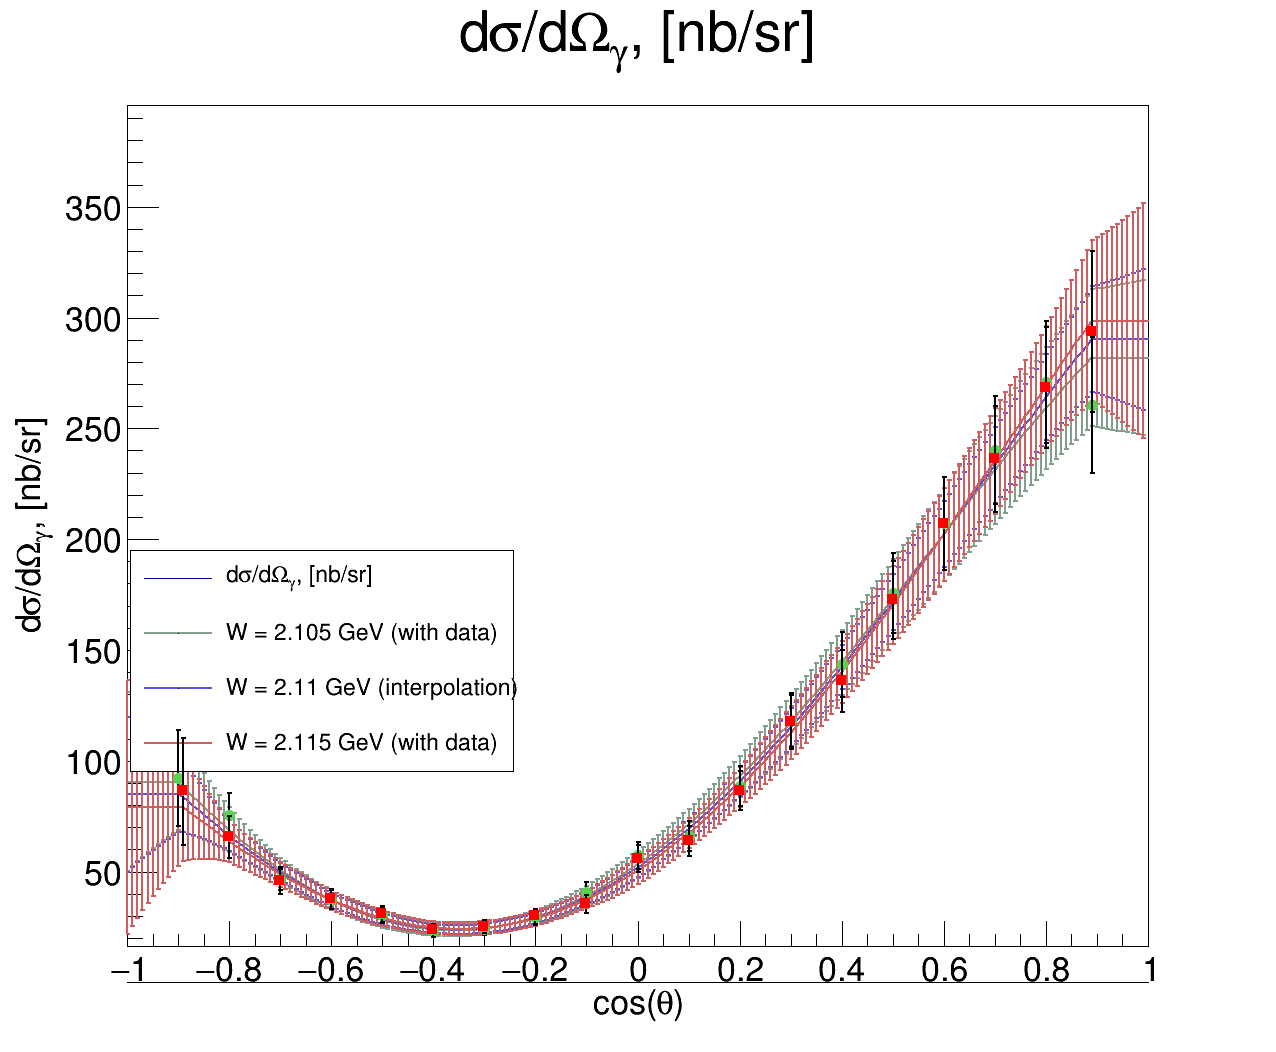 dσ/dΩγ, [nb/sr]
350
300
250
200
150
100
50
dσ/dΩγ, [nb/sr]
dσ/dΩγ, [nb/sr]
W = 2.105 GeV (with data)
W = 2.11 GeV (interpolation)
W = 2.115 GeV (with data)
−1 −0.8 −0.6 −0.4 −0.2 0 0.2 0.4 0.6 0.8 1
cos(θ)